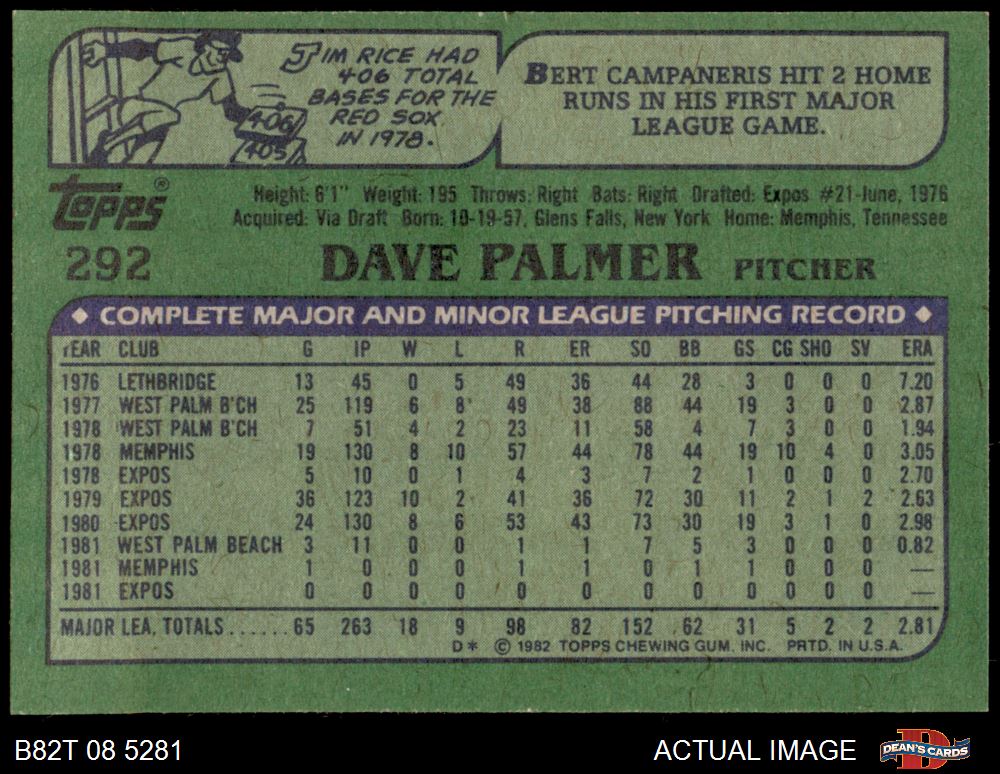 JIM RICE HAD
406 TOTAL
BASES FOR THE
RED SOX
IN 1978.
406
405
BERT CAMPANERIS HIT 2 HOME
RUNS IN HIS FIRST MAJOR
LEAGUE GAME.
Topps®
Height: 6'1" Weight: 195 Throws: Right Bats: Right Drafted: Expos #21-June, 1976
Acquired: Via Draft Born: 10-19-57, Glens Falls, New York Home: Memphis, Tennessee
292 DAVE PALMER PITCHER
◆ COMPLETE MAJOR AND MINOR LEAGUE PITCHING RECORD ◆
YEAR CLUB G IP W L R ER SO BB GS CG SHO SV ERA
1976 LETHBRIDGE 13 45 0 5 49 36 44 28 3 0 0 0 7.20
1977 WEST PALM B'CH 25 119 6 8 49 38 88 44 19 3 0 0 2.87
1978 WEST PALM B'CH 7 51 4 2 23 11 58 4 7 3 0 0 1.94
1978 MEMPHIS 19 130 8 10 57 44 78 44 19 10 4 0 3.05
1978 EXPOS 5 10 0 1 4 3 7 2 1 0 0 0 2.70
1979 EXPOS 36 123 10 2 41 36 72 30 11 2 1 2 2.63
1980 EXPOS 24 130 8 6 53 43 73 30 19 3 1 0 2.98
1981 WEST PALM BEACH 3 11 0 0 1 1 7 5 3 0 0 0 0.82
1981 MEMPHIS 1 0 0 0 1 1 0 1 1 0 0 0 —
1981 EXPOS 0 0 0 0 0 0 0 0 0 0 0 0 —
MAJOR LEA. TOTALS......65 263 18 9 98 82 152 62 31 5 2 2 2.81
D* © 1982 TOPPS CHEWING GUM, INC. PRTD. IN U.S.A.
B82T 08 5281 ACTUAL IMAGE DEAN'S CARDS